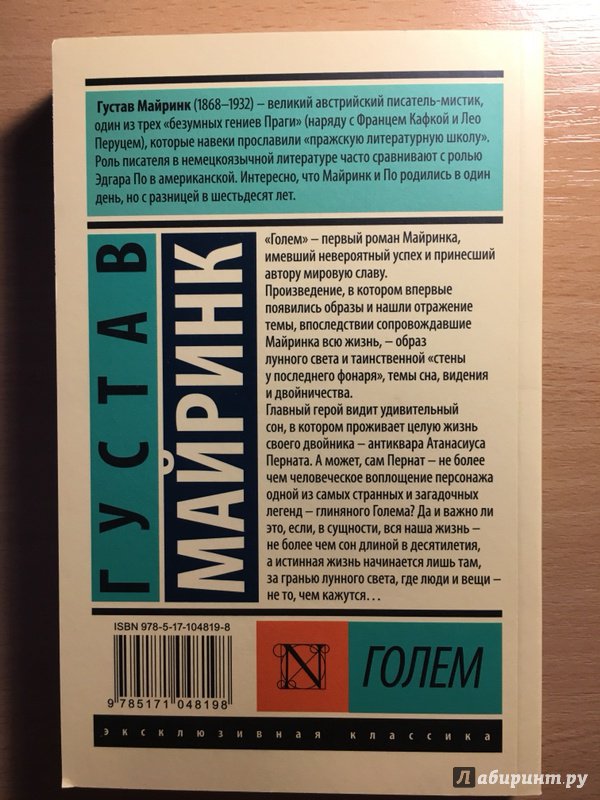 Густав Майринк (1868–1932) – великий австрийский писатель-мистик,
один из трех «безумных гениев Праги» (наряду с Францем Кафкой и Лео
Перуцем), которые навеки прославили «пражскую литературную школу».
Роль писателя в немецкоязычной литературе часто сравнивают с ролью
Эдгара По в американской. Интересно, что Майринк и По родились в один
день, но с разницей в шестьдесят лет.
ГУСТАВ
МАЙРИНК
«Голем» – первый роман Майринка,
имевший невероятный успех и принесший
автору мировую славу.
Произведение, в котором впервые
появились образы и нашли отражение
темы, впоследствии сопровождавшие
Майринка всю жизнь, – образ
лунного света и таинственной «стены
у последнего фонаря», темы сна, видения
и двойничества.
Главный герой видит удивительный
сон, в котором проживает целую жизнь
своего двойника – антиквара Атанасиуса
Перната. А может, сам Пернат – не более
чем человеческое воплощение персонажа
одной из самых странных и загадочных
легенд – глиняного Голема? Да и важно ли
это, если, в сущности, вся наша жизнь –
не более чем сон длиной в десятилетия,
а истинная жизнь начинается лишь там,
за гранью лунного света, где люди и вещи –
не то, чем кажутся…
ISBN 978-5-17-104819-8
9 785171 048198
N
ГОЛЕМ
эксклюзивная классика
Лабиринт.ру